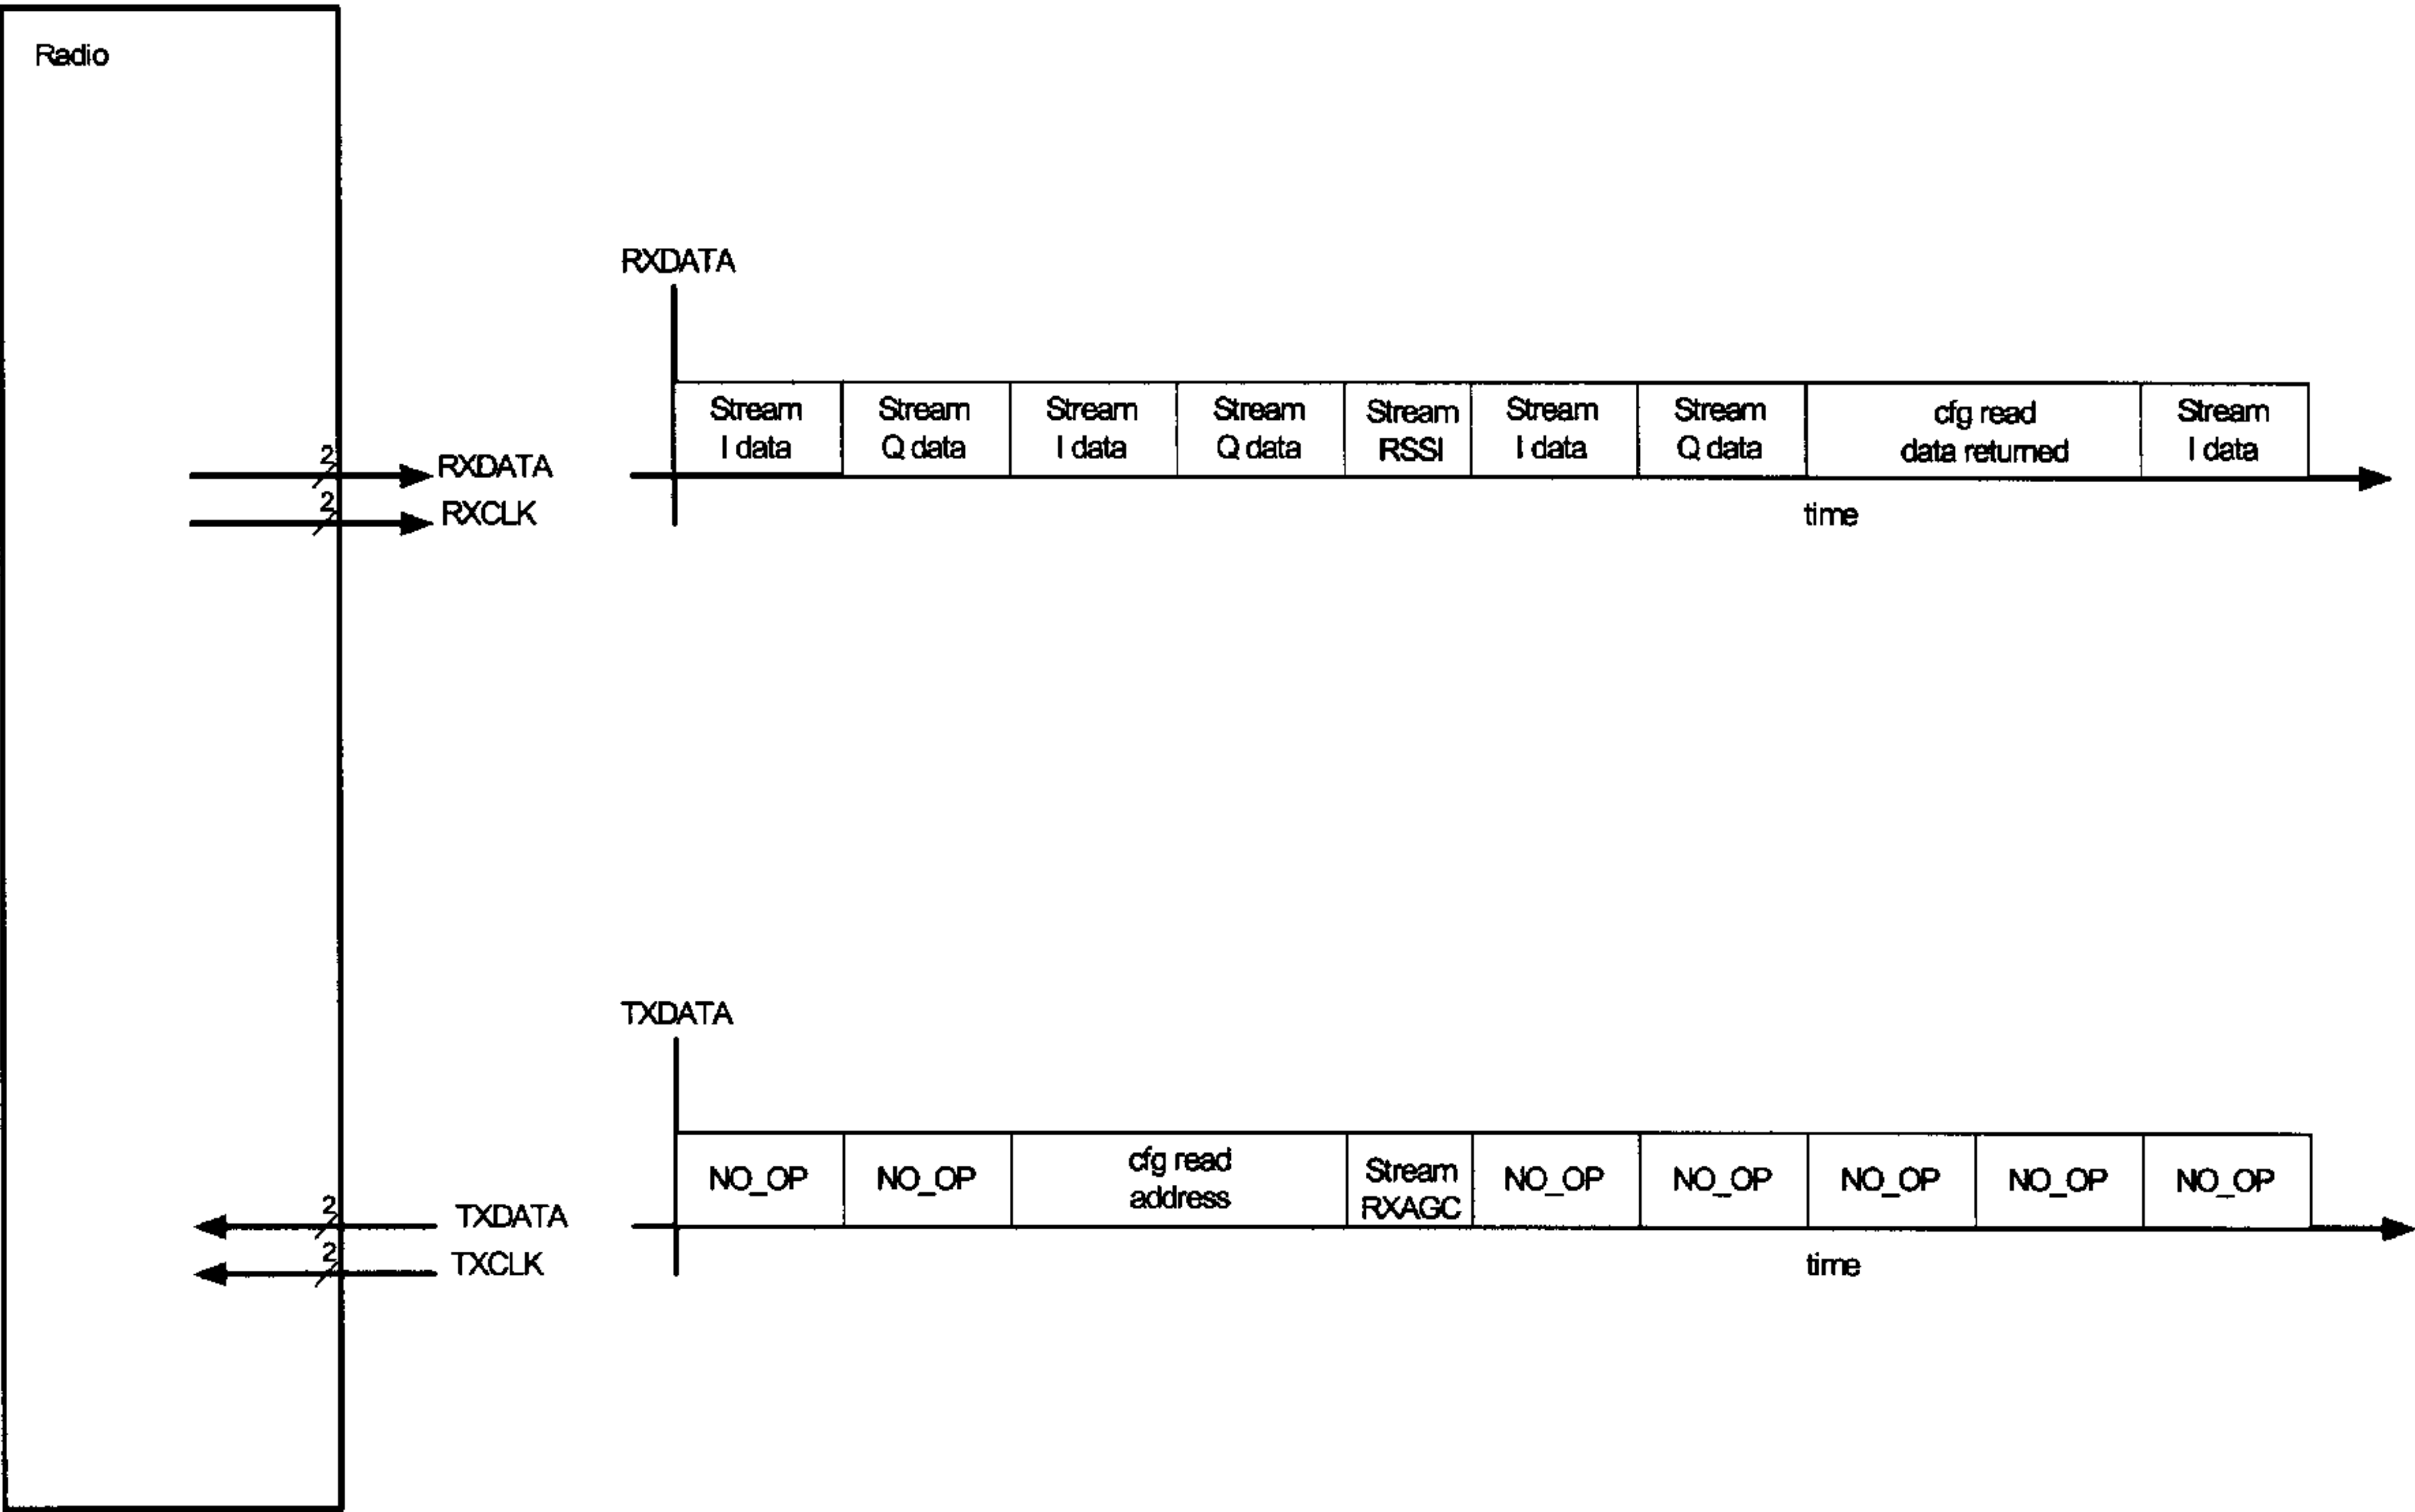 Radio
RXDATA
Stream
I data
Stream
Q data
Stream
I data
Stream
Q data
Stream
RSSI
Stream
I data
Stream
Q data
cfg read
data returned
Stream
I data
2
RXDATA
2
RXCLK
time
TXDATA
NO_OP
NO_OP
cfg read
address
Stream
RXAGC
NO_OP
NO_OP
NO_OP
NO_OP
NO_OP
2
TXDATA
2
TXCLK
time